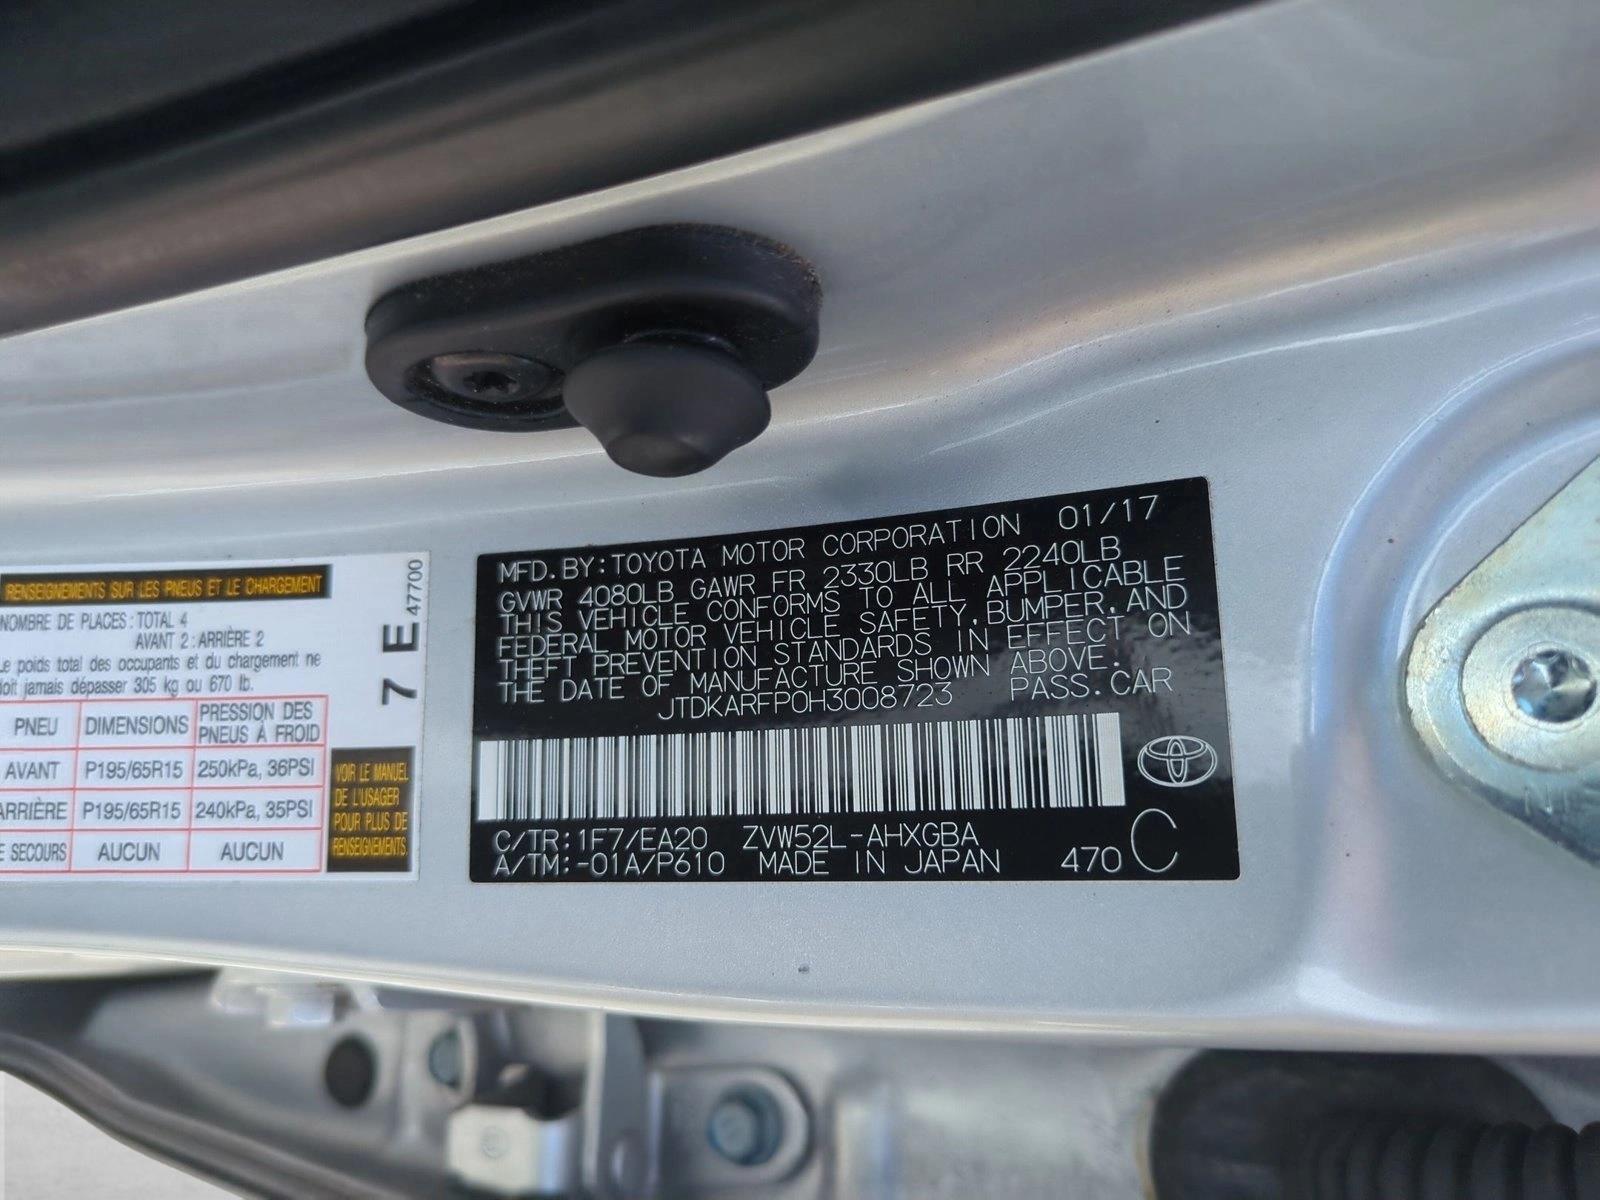 RENSEIGNEMENTS SUR LES PNEUS ET LE CHARGEMENT
NOMBRE DE PLACES : TOTAL 4
AVANT 2 : ARRIÈRE 2
Le poids total des occupants et du chargement ne
doit jamais dépasser 305 kg ou 670 lb.
PNEU DIMENSIONS PRESSION DES PNEUS À FROID
AVANT P195/65R15 250kPa, 36PSI
ARRIÈRE P195/65R15 240kPa, 35PSI
SECOURS AUCUN AUCUN
7 E 47700
VOIR LE MANUEL
DE L'USAGER
POUR PLUS DE
RENSEIGNEMENTS.
MFD. BY: TOYOTA MOTOR CORPORATION 01/17
GVWR 4080LB GAWR FR 2330LB RR 2240LB
THIS VEHICLE CONFORMS TO ALL APPLICABLE
FEDERAL MOTOR VEHICLE SAFETY, BUMPER, AND
THEFT PREVENTION STANDARDS IN EFFECT ON
THE DATE OF MANUFACTURE SHOWN ABOVE.
JTDKARFP0H3008723 PASS. CAR
C/TR: 1F7/EA20 ZVW52L-AHXGBA
A/TM: -01A/P610 MADE IN JAPAN 470 C